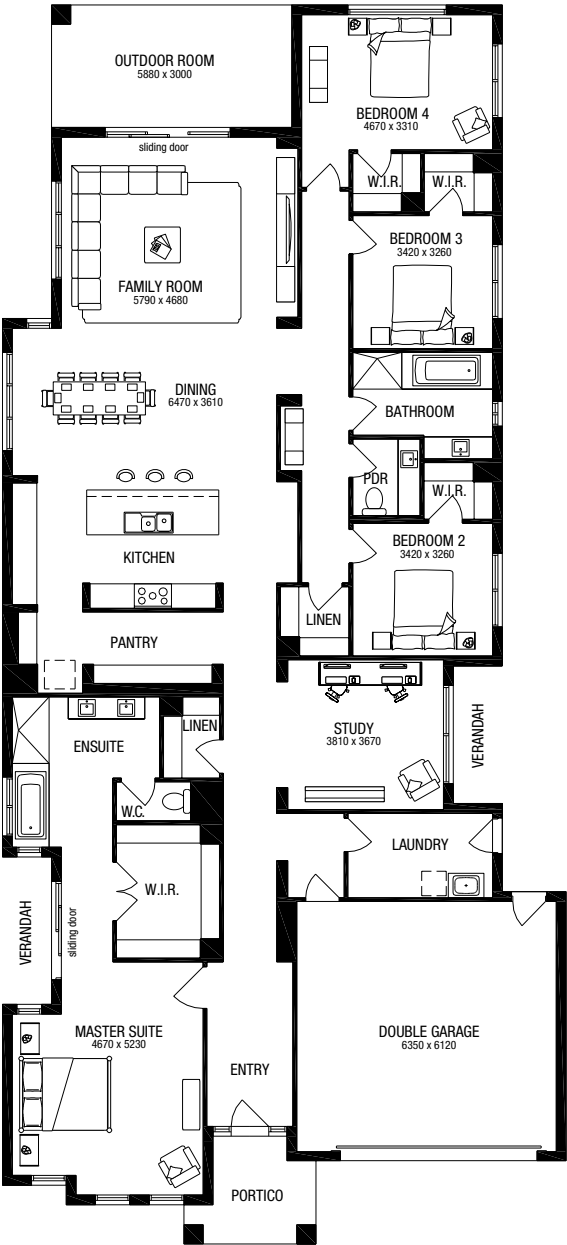 OUTDOOR ROOM
5880 x 3000
BEDROOM 4
4670 x 3310
sliding door
W.I.R.
W.I.R.
BEDROOM 3
3420 x 3260
FAMILY ROOM
5790 x 4680
DINING
6470 x 3610
BATHROOM
PDR
W.I.R.
KITCHEN
BEDROOM 2
3420 x 3260
LINEN
PANTRY
STUDY
3810 x 3670
VERANDAH
LINEN
ENSUITE
W.C.
LAUNDRY
W.I.R.
VERANDAH
sliding door
MASTER SUITE
4670 x 5230
DOUBLE GARAGE
6350 x 6120
ENTRY
PORTICO